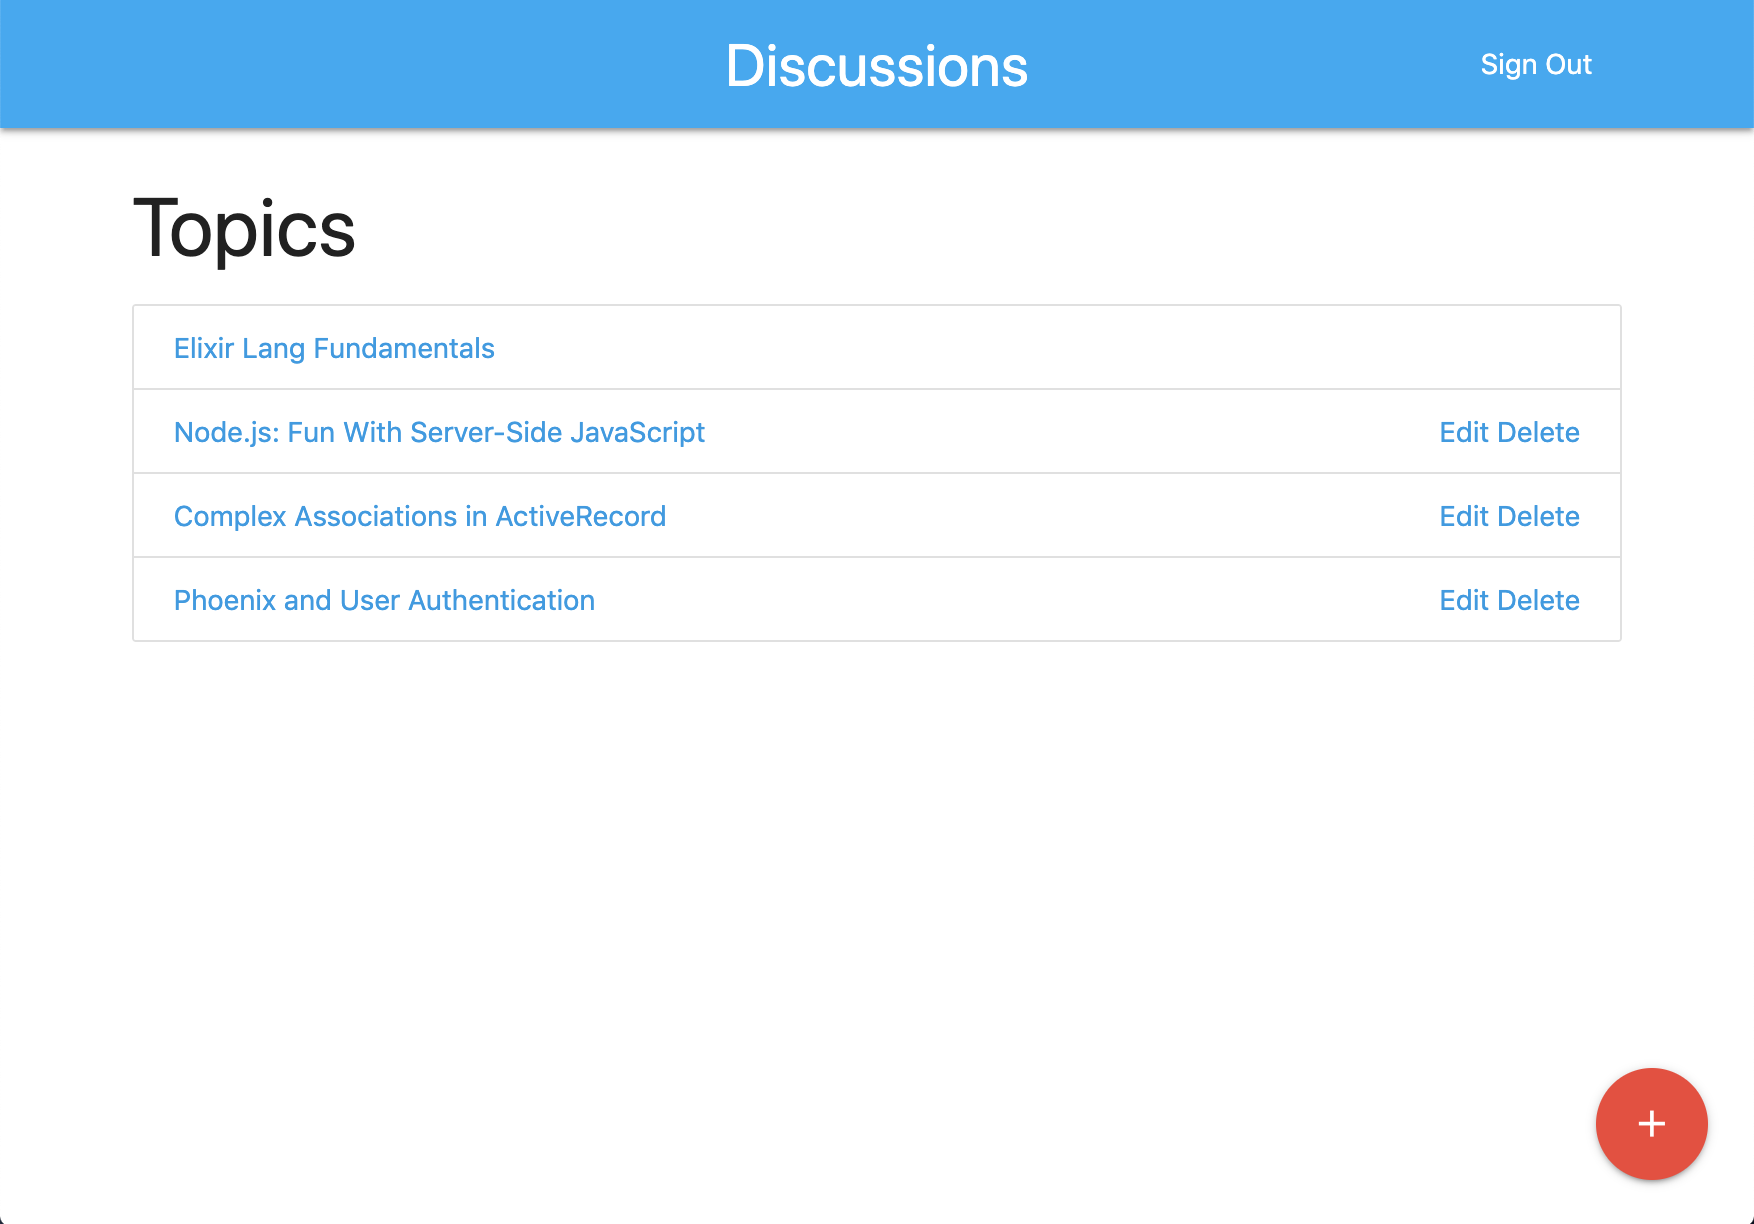 Discussions Sign Out
Topics
Elixir Lang Fundamentals
Node.js: Fun With Server-Side JavaScript Edit Delete
Complex Associations in ActiveRecord Edit Delete
Phoenix and User Authentication Edit Delete
+